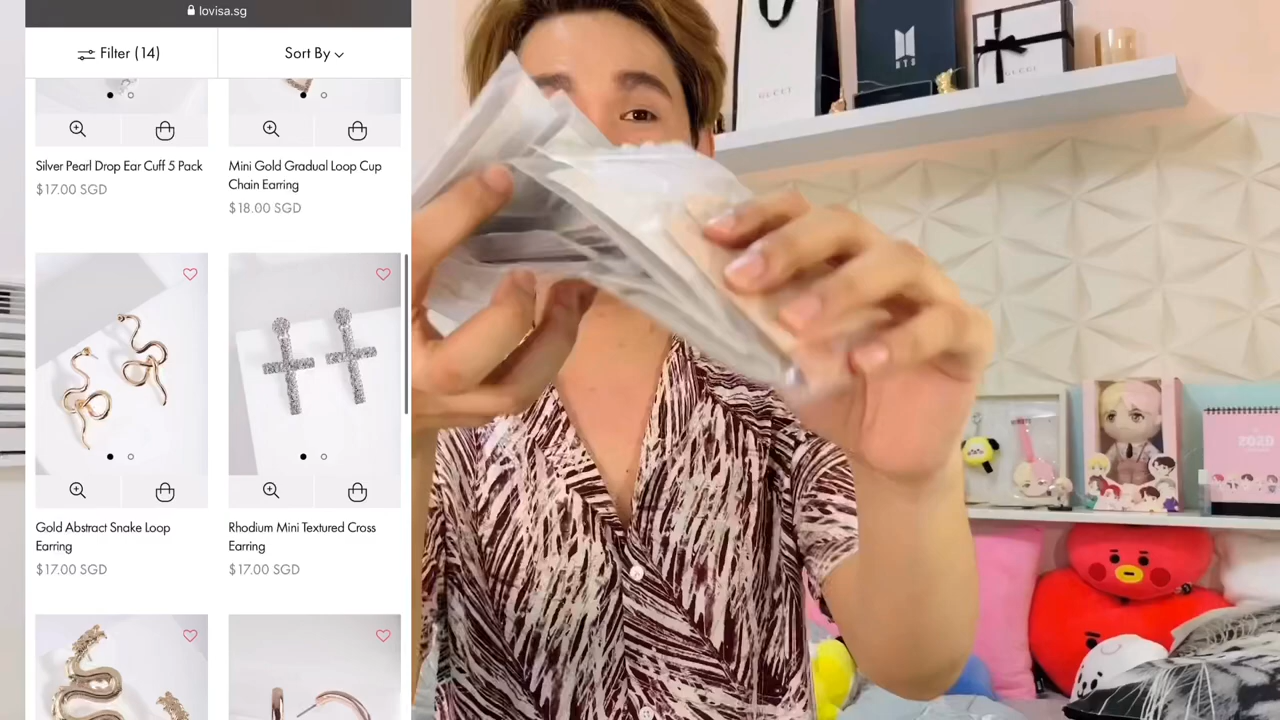 lovisa.sg
Filter (14)
Sort By
Silver Pearl Drop Ear Cuff 5 Pack
$17.00 SGD
Mini Gold Gradual Loop Cup
Chain Earring
$18.00 SGD
Gold Abstract Snake Loop
Earring
$17.00 SGD
Rhodium Mini Textured Cross
Earring
$17.00 SGD
GUCCI
BTS
GUCCI
2020